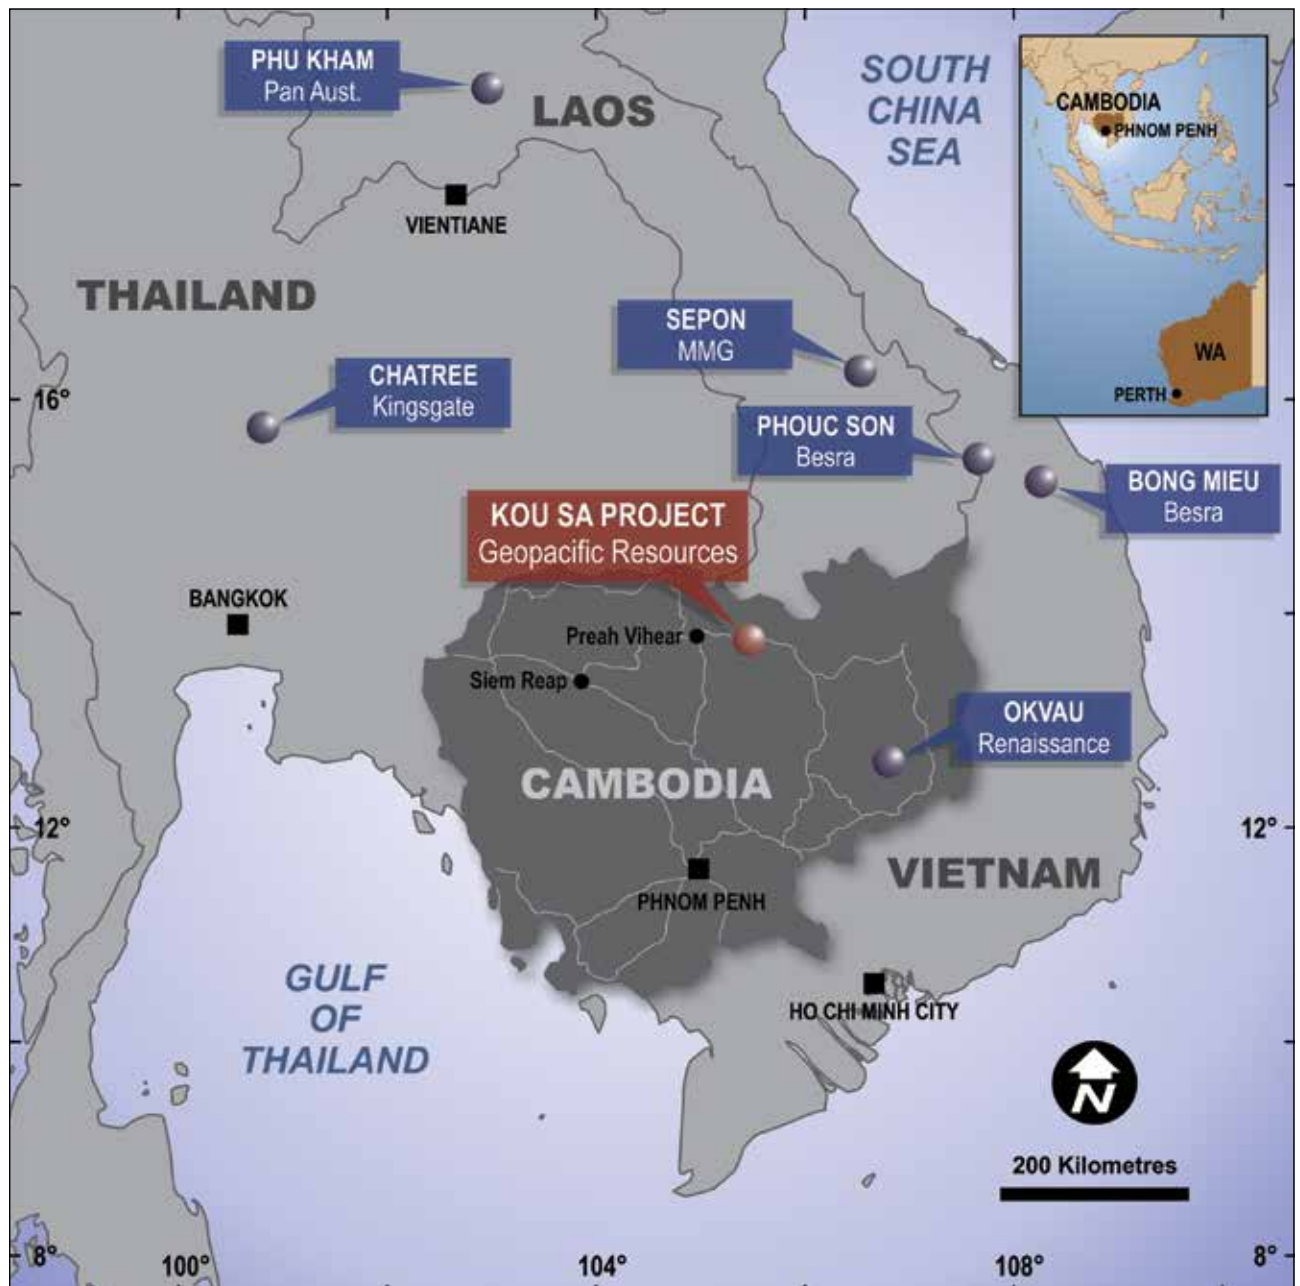 PHU KHAM
Pan Aust.
LAOS
SOUTH
CHINA
SEA
CAMBODIA
PHNOM PENH
WA
PERTH
VIENTIANE
THAILAND
SEPON
MMG
CHATREE
Kingsgate
16°
PHOUC SON
Besra
BONG MIEU
Besra
KOU SA PROJECT
Geopacific Resources
BANGKOK
Preah Vihear
Siem Reap
OKVAU
Renaissance
CAMBODIA
12°
12°
VIETNAM
PHNOM PENH
GULF
OF
THAILAND
HO CHI MINH CITY
N
200 Kilometres
8°
100°
104°
108°
8°